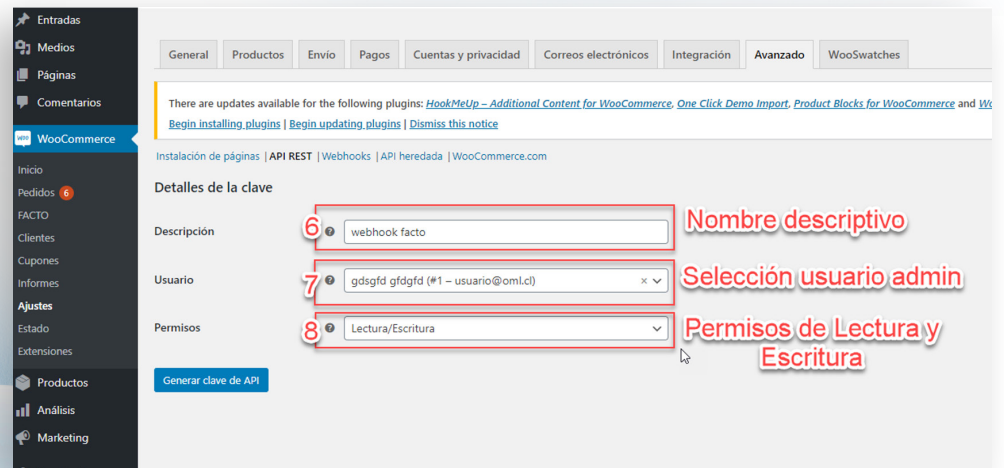 Entradas
Medios
Páginas
Comentarios
WooCommerce
Inicio
Pedidos 6
FACTO
Clientes
Cupones
Informes
Ajustes
Estado
Extensiones
Productos
Análisis
Marketing
General Productos Envío Pagos Cuentas y privacidad Correos electrónicos Integración Avanzado WooSwatches
There are updates available for the following plugins: HookMeUp – Additional Content for WooCommerce, One Click Demo Import, Product Blocks for WooCommerce and
Begin installing plugins | Begin updating plugins | Dismiss this notice
Instalación de páginas | API REST | Webhooks | API heredada | WooCommerce.com
Detalles de la clave
Descripción 6 webhook facto Nombre descriptivo
Usuario 7 gdsgfd gfdgfd (#1 – usuario@oml.cl) × Selección usuario admin
Permisos 8 Lectura/Escritura Permisos de Lectura y
Escritura
Generar clave de API